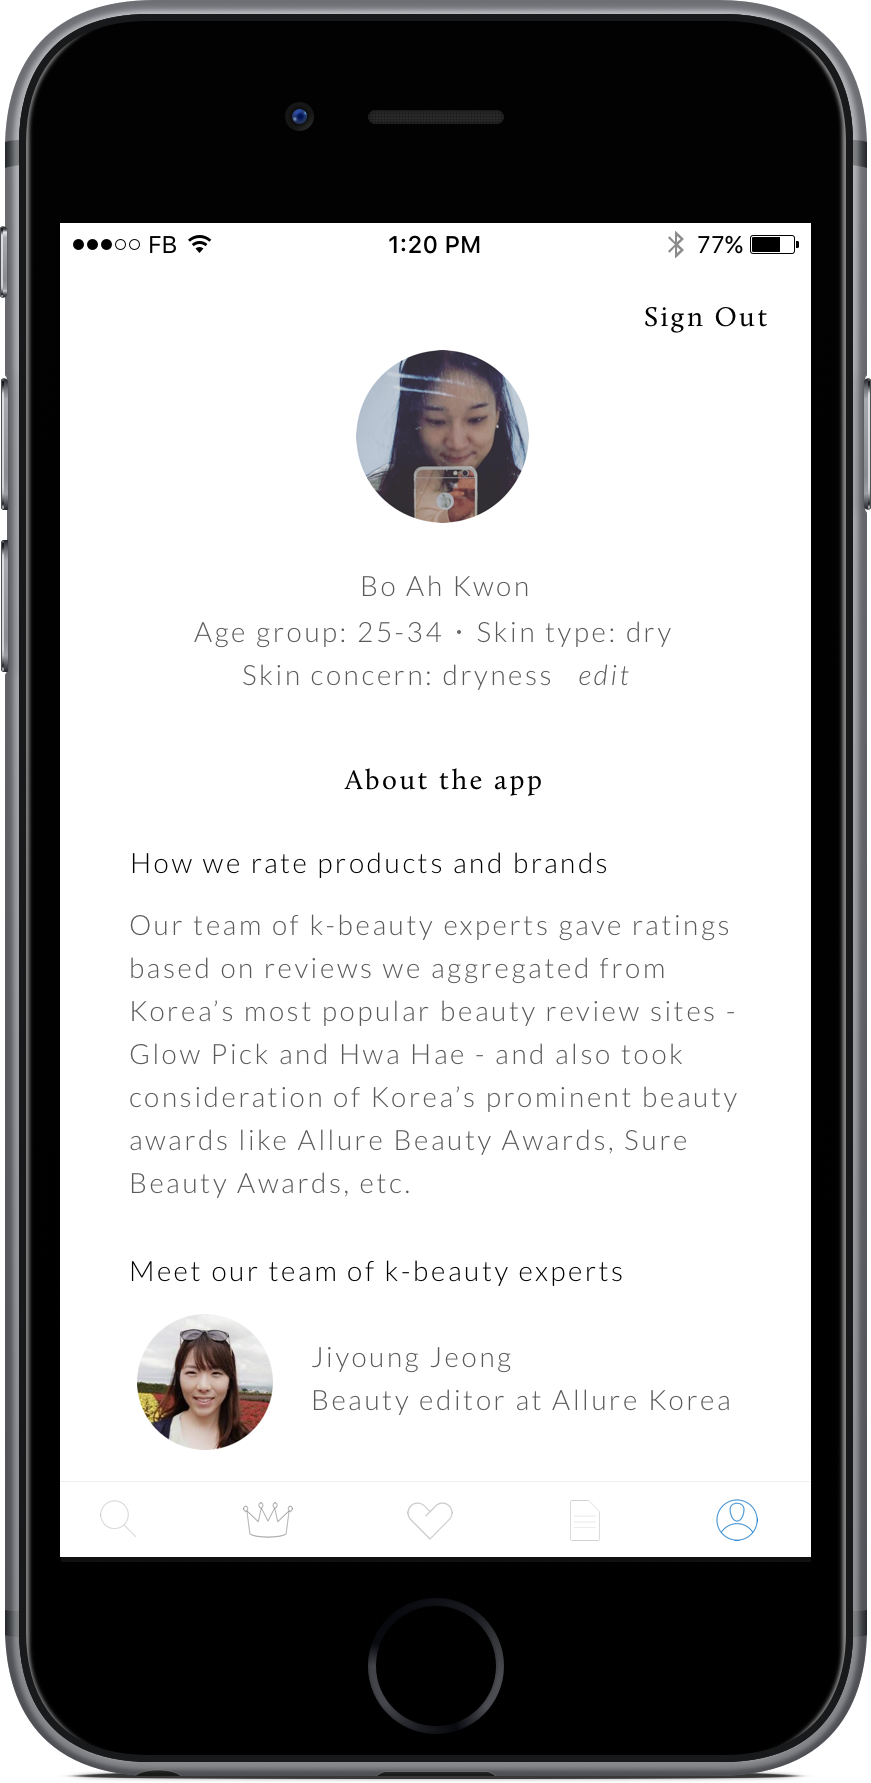 FB 1:20 PM 77%
Sign Out
Bo Ah Kwon
Age group: 25-34 · Skin type: dry
Skin concern: dryness edit
About the app
How we rate products and brands
Our team of k-beauty experts gave ratings
based on reviews we aggregated from
Korea’s most popular beauty review sites -
Glow Pick and Hwa Hae - and also took
consideration of Korea’s prominent beauty
awards like Allure Beauty Awards, Sure
Beauty Awards, etc.
Meet our team of k-beauty experts
Jiyoung Jeong
Beauty editor at Allure Korea